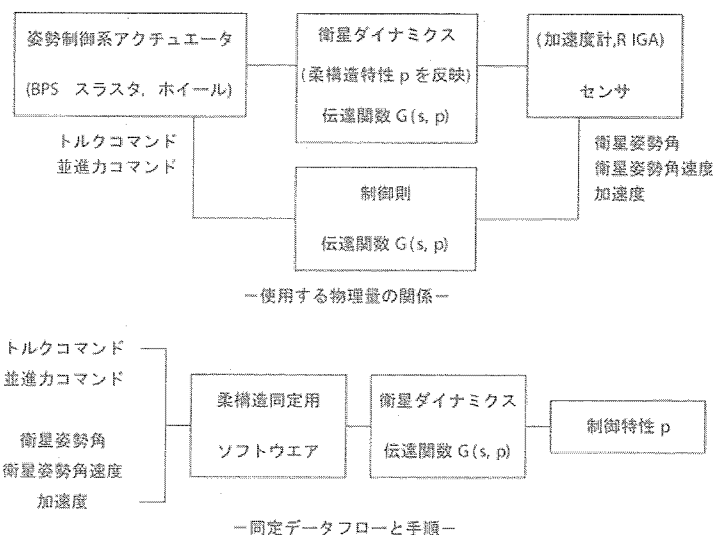 姿勢制御系アクチュエータ
(BPS スラスタ, ホイール)
衛星ダイナミクス
(柔構造特性 p を反映)
伝達関数 G(s, p)
(加速度計,R IGA)
センサ
トルクコマンド
並進力コマンド
衛星姿勢角
衛星姿勢角速度
加速度
制御則
伝達関数 G(s, p)
－使用する物理量の関係－
トルクコマンド
並進力コマンド
衛星姿勢角
衛星姿勢角速度
加速度
柔構造同定用
ソフトウエア
衛星ダイナミクス
伝達関数 G(s, p)
制御特性 p
－同定データフローと手順－